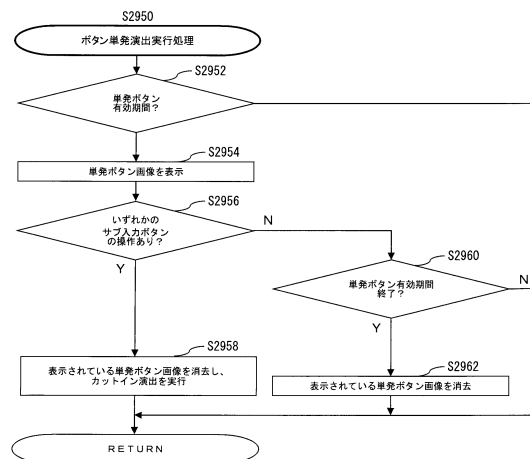 S2950
ボタン単発演出実行処理
S2952
単発ボタン
有効期間?
S2954
単発ボタン画像を表示
S2956
いずれかの
サブ入力ボタン
の操作あり?
N
Y
S2960
単発ボタン有効期間
終了?
N
Y
S2958
表示されている単発ボタン画像を消去し、
カットイン演出を実行
S2962
表示されている単発ボタン画像を消去
RETURN